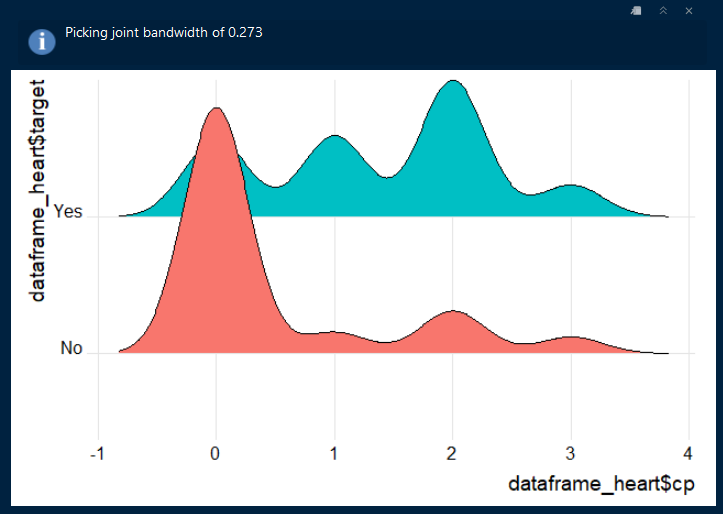 Picking joint bandwidth of 0.273
dataframe_heart$target
Yes
No
-1 0 1 2 3 4
dataframe_heart$cp